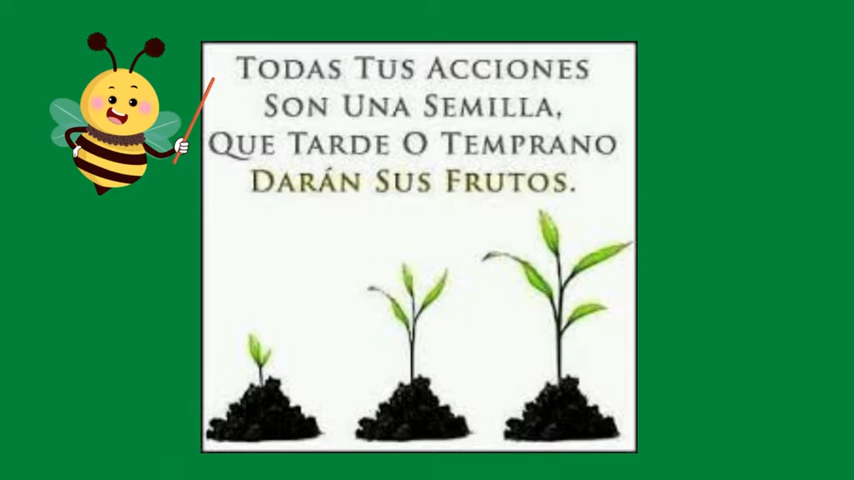 Todas Tus Acciones
Son Una Semilla,
Que Tarde O Temprano
Darán Sus Frutos.